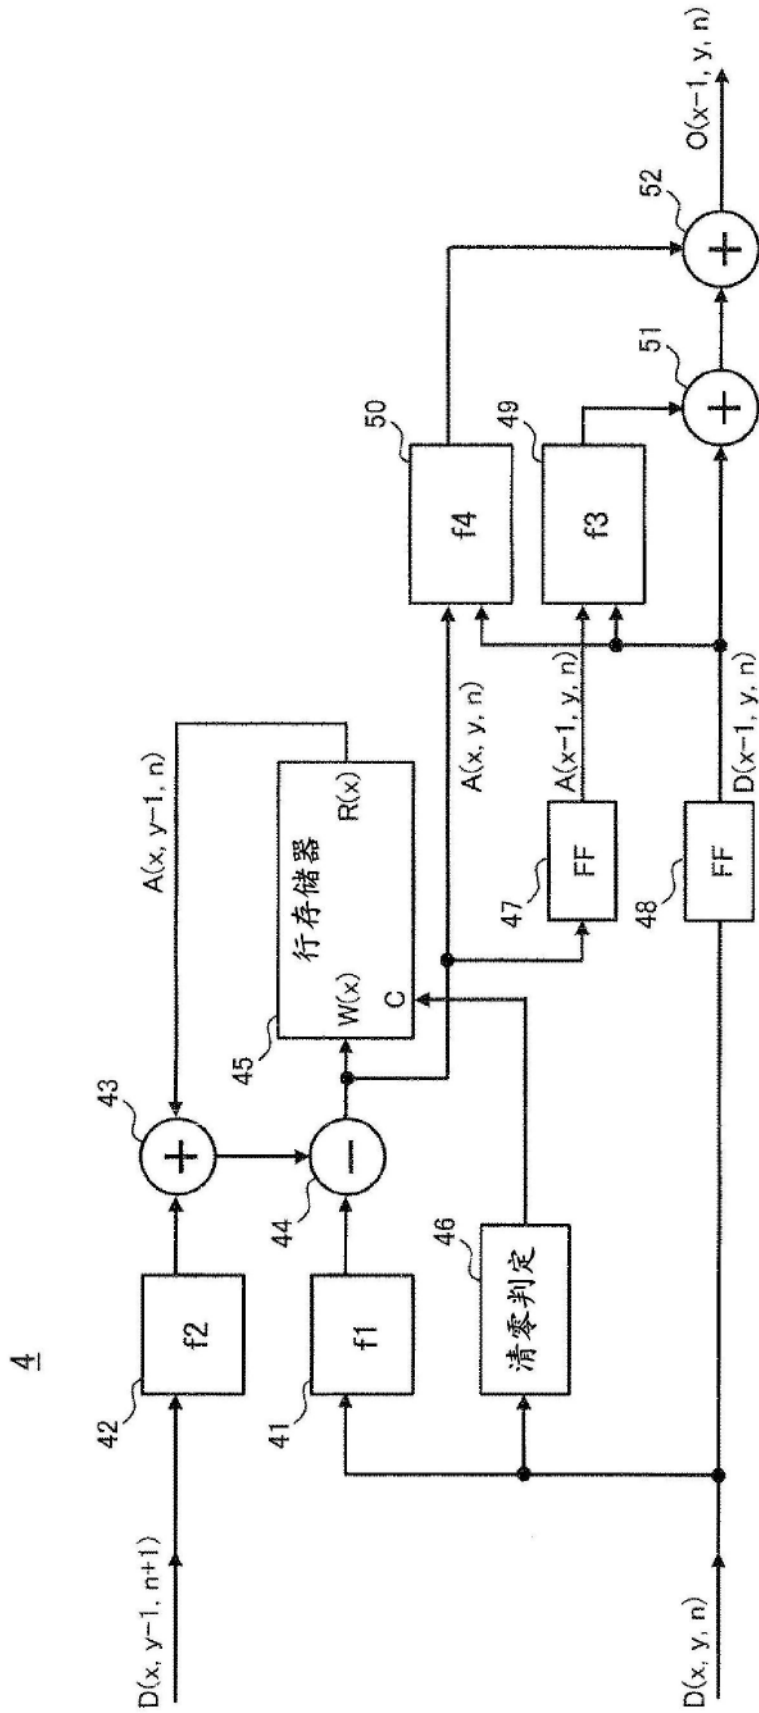 4
D(x, y-1, n+1)
42
f2
43
+
A(x, y-1, n)
41
f1
44
−
45
行存储器
W(x)
R(x)
C
46
清零判定
A(x, y, n)
47
FF
A(x-1, y, n)
50
f4
49
f3
D(x, y, n)
48
FF
D(x-1, y, n)
51
+
52
+
O(x-1, y, n)